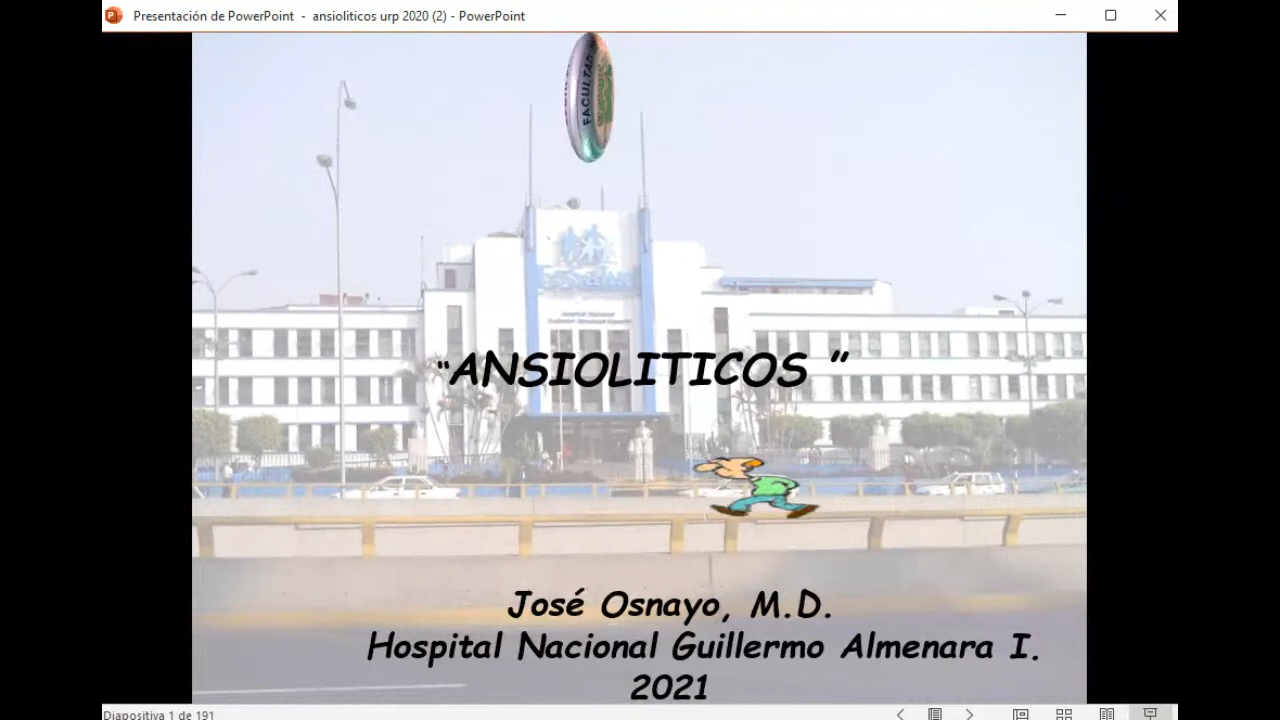 Presentación de PowerPoint - ansioliticos urp 2020 (2) - PowerPoint
FACULTAD
EsSalud
“ANSIOLITICOS ”
José Osnayo, M.D.
Hospital Nacional Guillermo Almenara I.
2021
Diapositiva 1 de 191